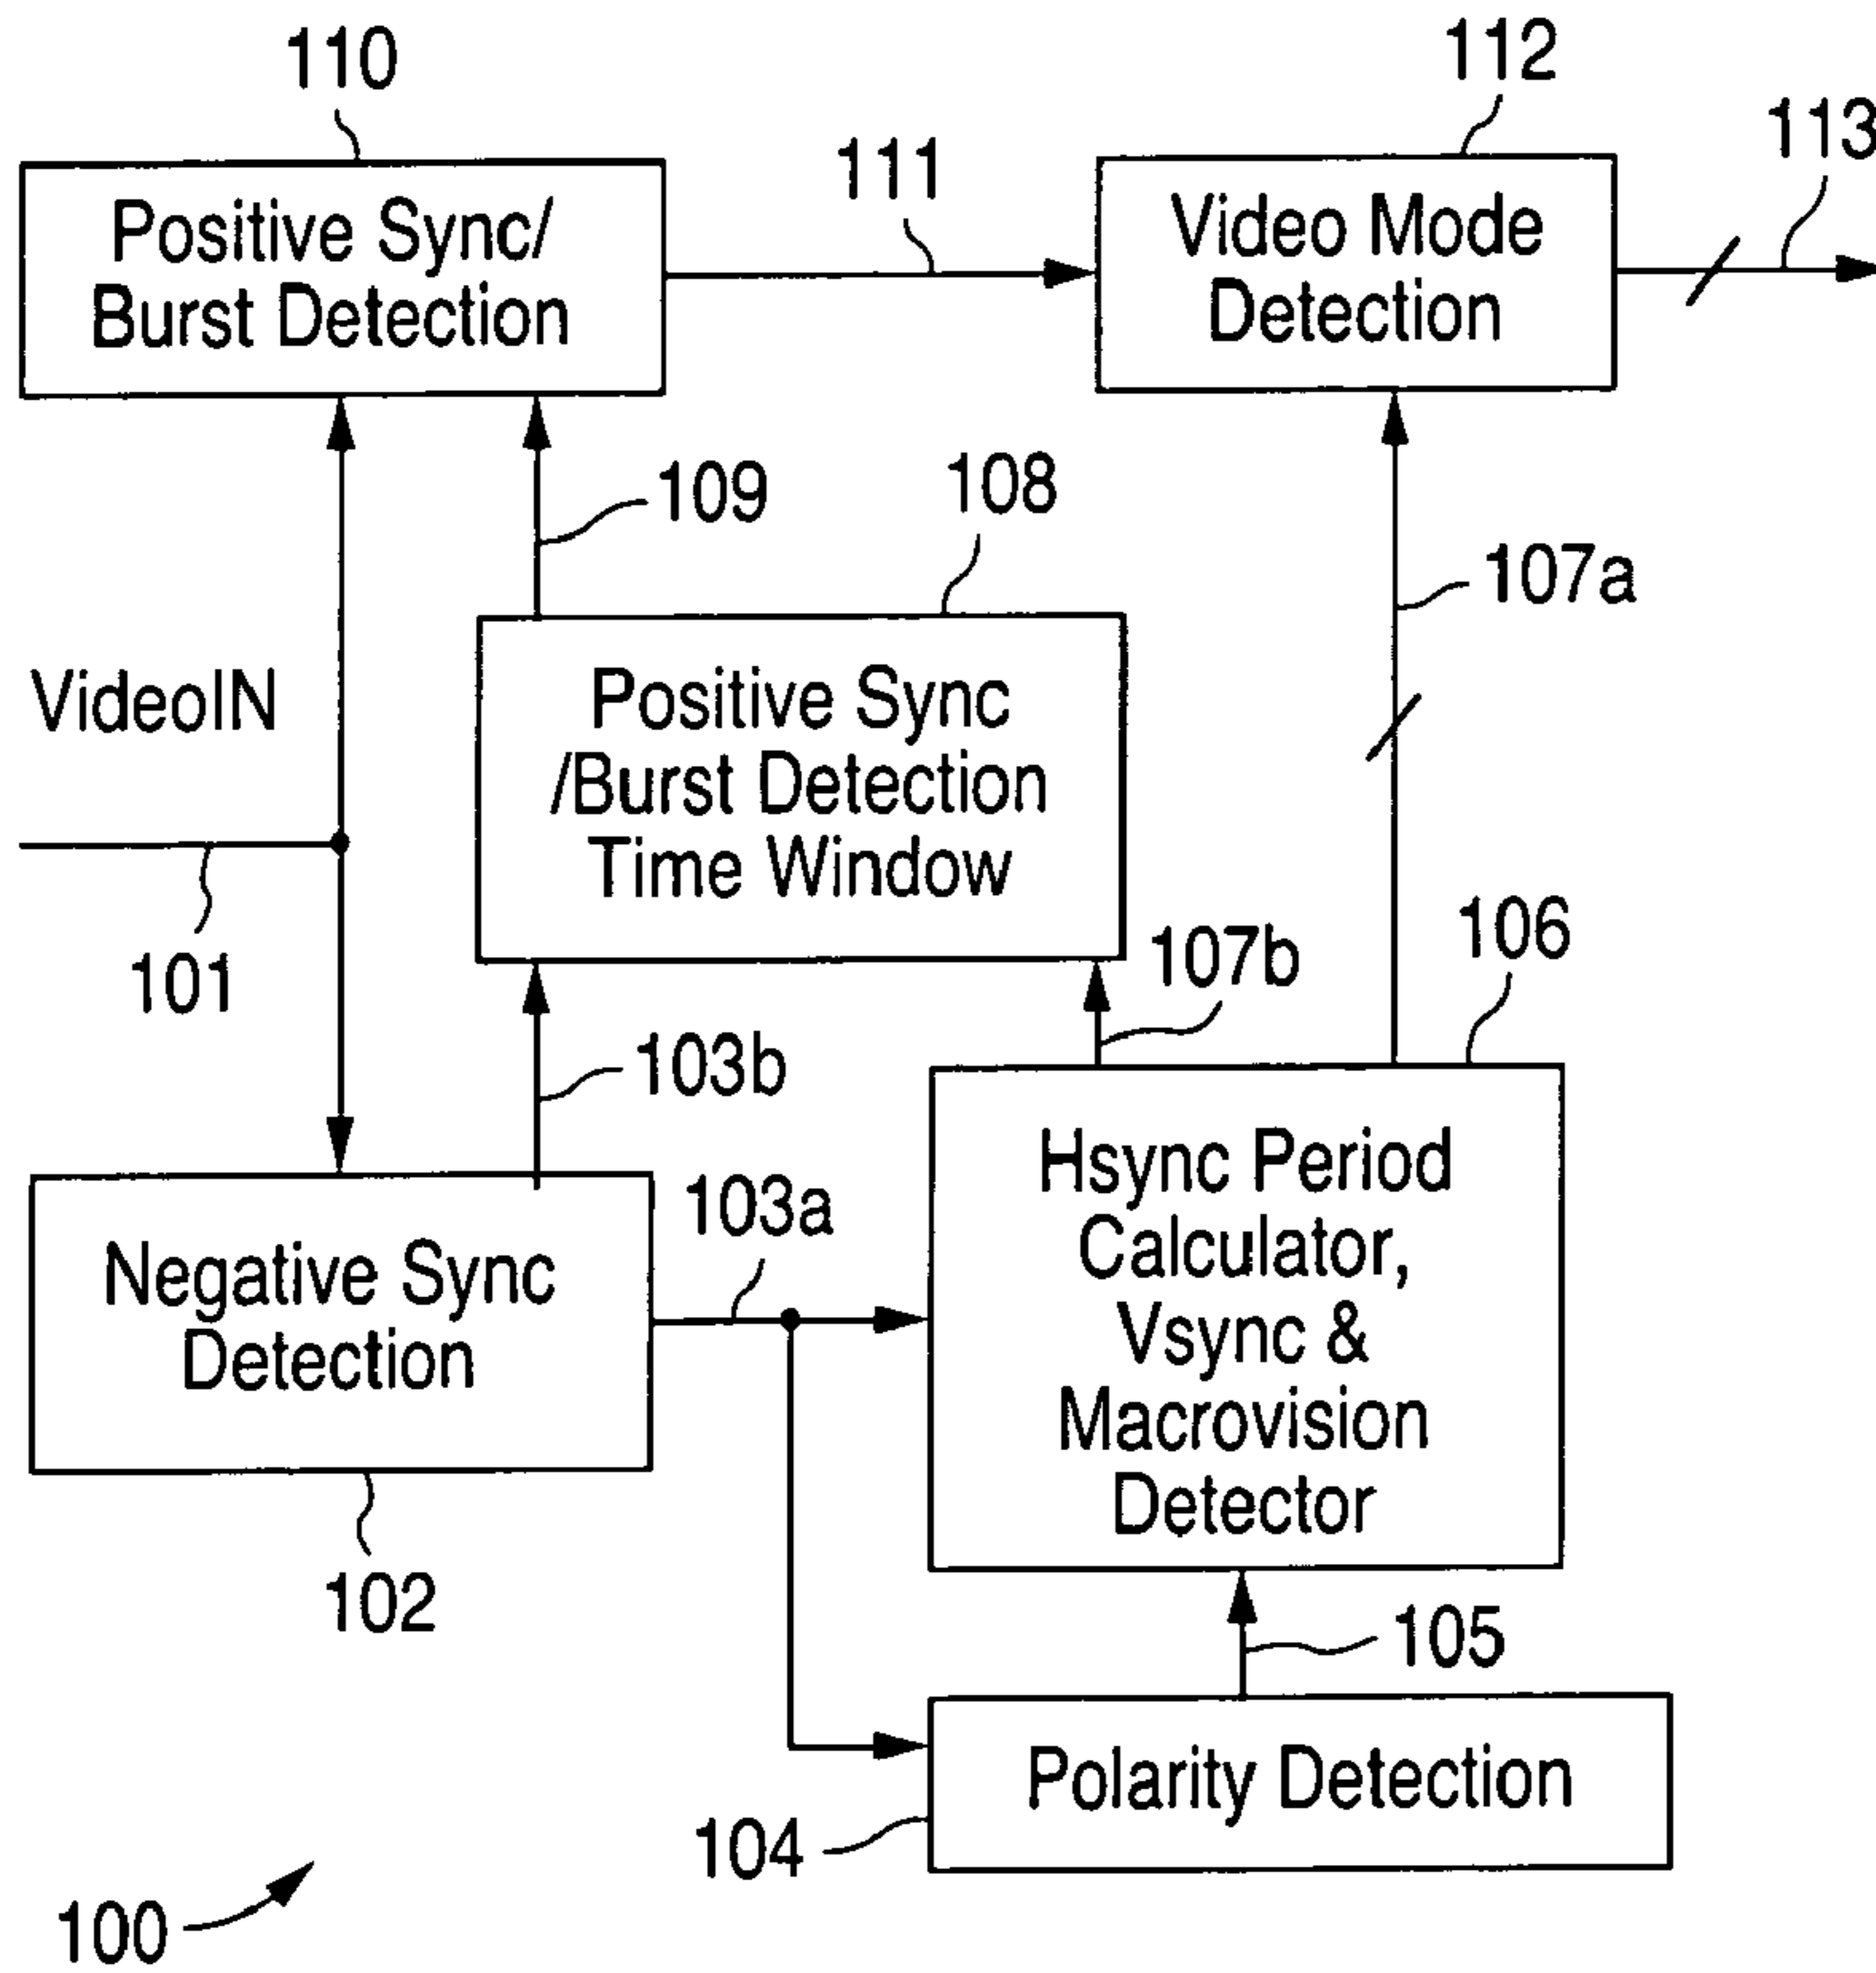 110
112
113
111
Positive Sync/
Burst Detection
Video Mode
Detection
109
108
107a
VideoIN
Positive Sync
/Burst Detection
Time Window
101
107b
106
103b
103a
Hsync Period
Calculator,
Vsync &
Macrovision
Detector
Negative Sync
Detection
102
105
Polarity Detection
104
100